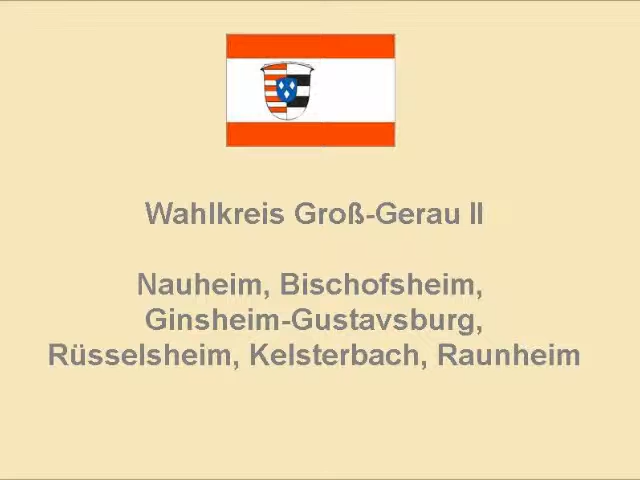 Wahlkreis Groß-Gerau II
Nauheim, Bischofsheim,
Ginsheim-Gustavsburg,
Rüsselsheim, Kelsterbach, Raunheim